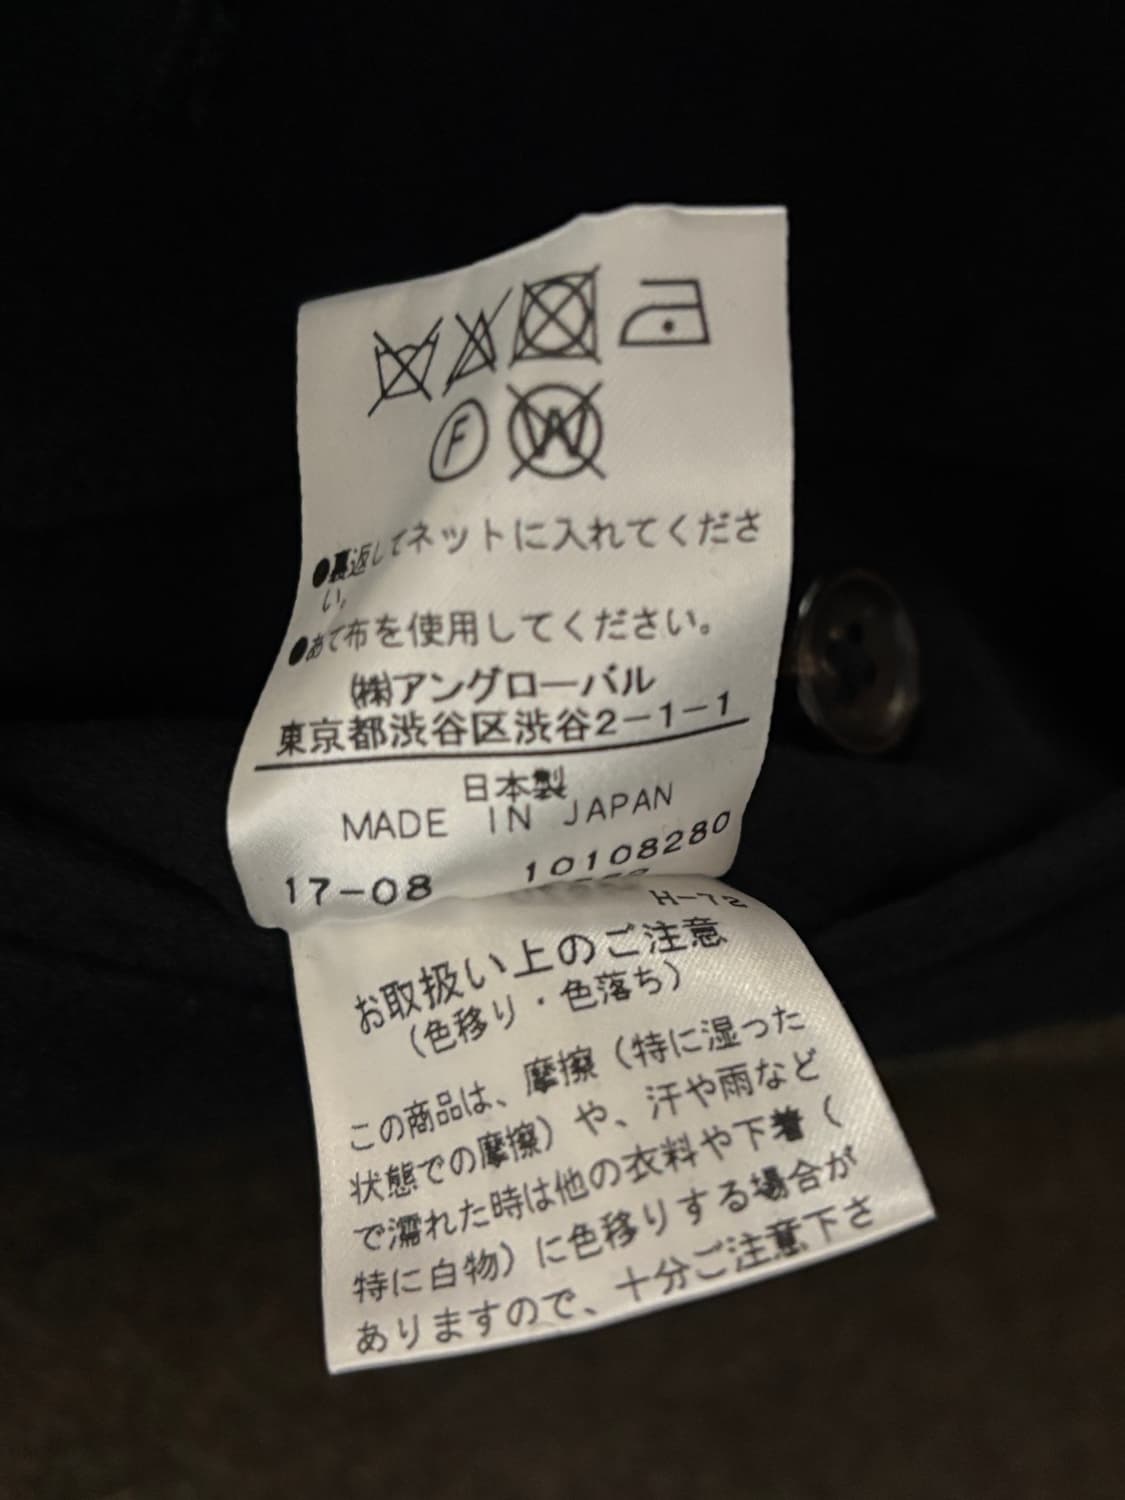 F
W
●裏返してネットに入れてくださ
い。
●あて布を使用してください。
㈱アングローバル
東京都渋谷区渋谷2-1-1
日本製
MADE IN JAPAN
17-08 10108280
H-72
お取扱い上のご注意
(色移り・色落ち)
この商品は、摩擦(特に湿った
状態での摩擦)や、汗や雨など
で濡れた時は他の衣料や下着(
特に白物)に色移りする場合が
ありますので、十分ご注意下さ